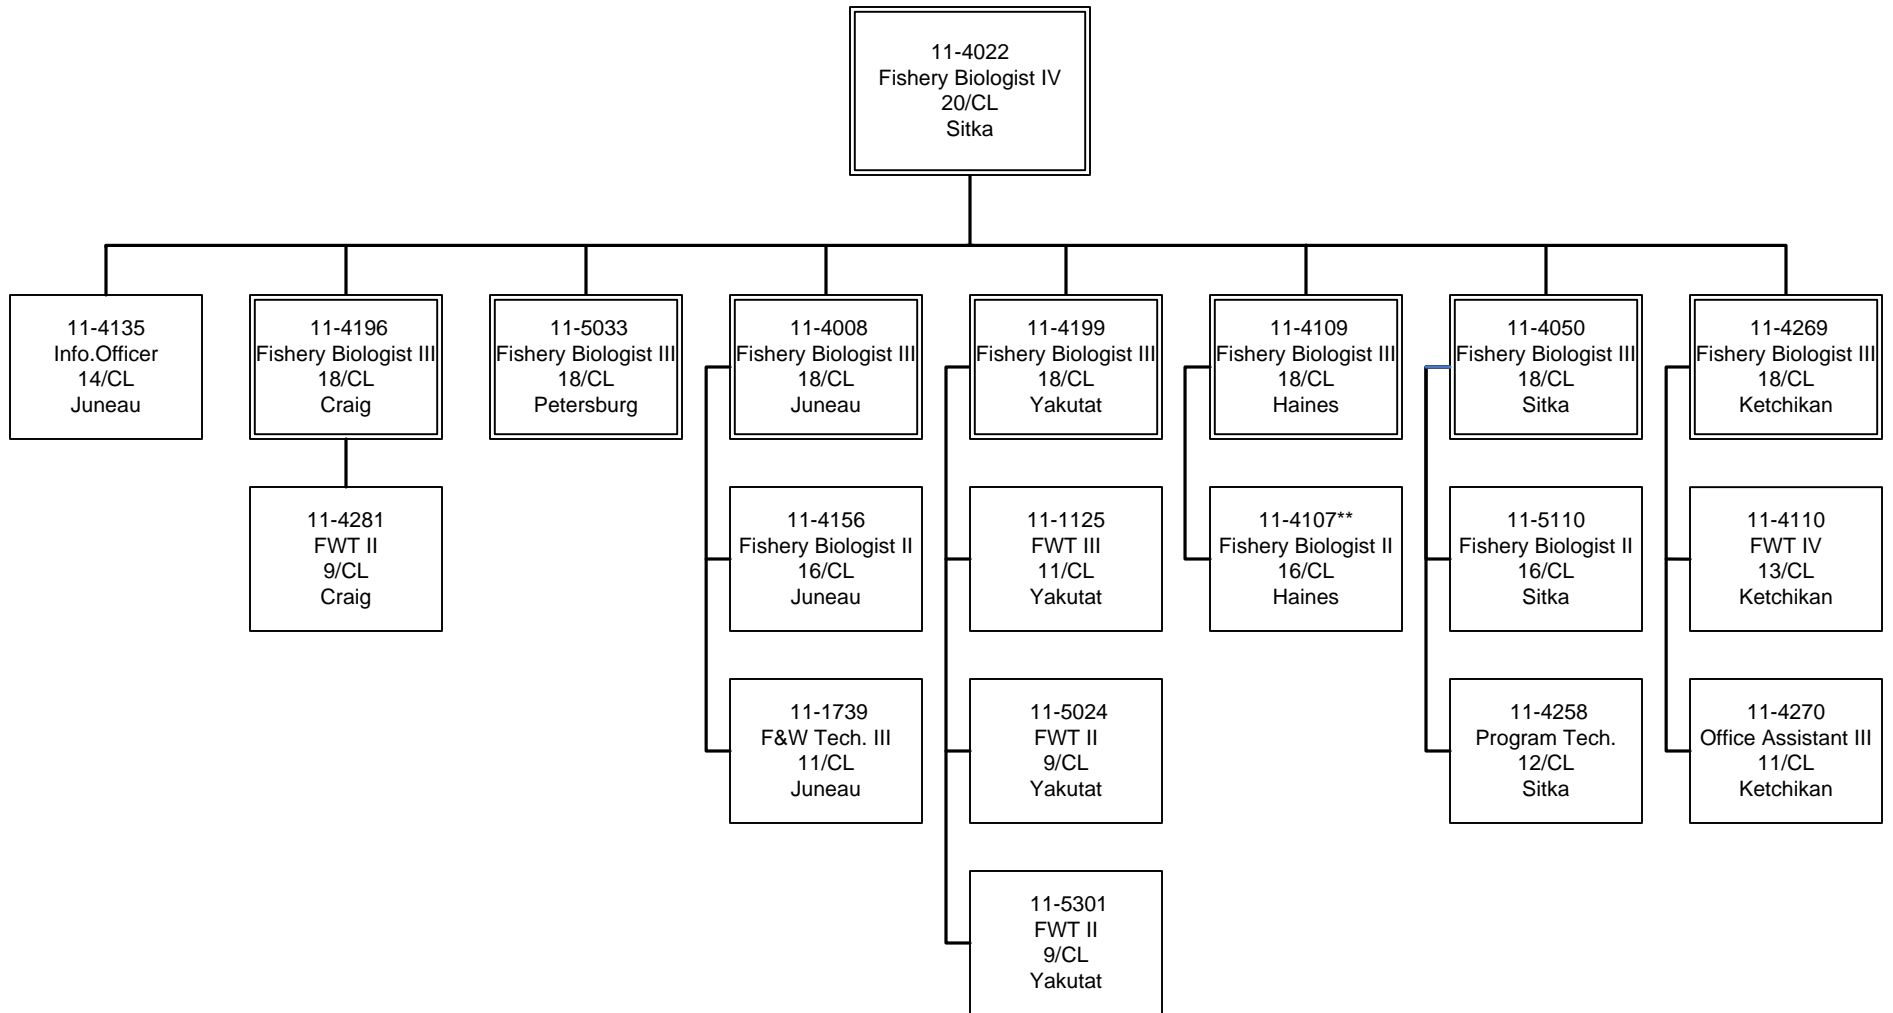 11-4022
Fishery Biologist IV
20/CL
Sitka
11-4135
Info.Officer
14/CL
Juneau
11-4196
Fishery Biologist III
18/CL
Craig
11-5033
Fishery Biologist III
18/CL
Petersburg
11-4008
Fishery Biologist III
18/CL
Juneau
11-4199
Fishery Biologist III
18/CL
Yakutat
11-4109
Fishery Biologist III
18/CL
Haines
11-4050
Fishery Biologist III
18/CL
Sitka
11-4269
Fishery Biologist III
18/CL
Ketchikan
11-4281
FWT II
9/CL
Craig
11-4156
Fishery Biologist II
16/CL
Juneau
11-1125
FWT III
11/CL
Yakutat
11-4107**
Fishery Biologist II
16/CL
Haines
11-5110
Fishery Biologist II
16/CL
Sitka
11-4110
FWT IV
13/CL
Ketchikan
11-1739
F&W Tech. III
11/CL
Juneau
11-5024
FWT II
9/CL
Yakutat
11-4258
Program Tech.
12/CL
Sitka
11-4270
Office Assistant III
11/CL
Ketchikan
11-5301
FWT II
9/CL
Yakutat